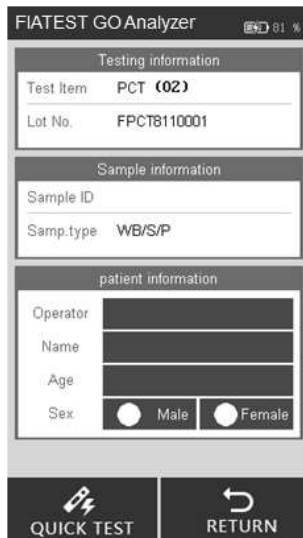 FIATEST GO Analyzer 81 %
Testing information
Test Item PCT (02)
Lot No. FPCT8110001
Sample information
Sample ID
Samp.type WB/S/P
patient information
Operator
Name
Age
Sex Male Female
QUICK TEST RETURN